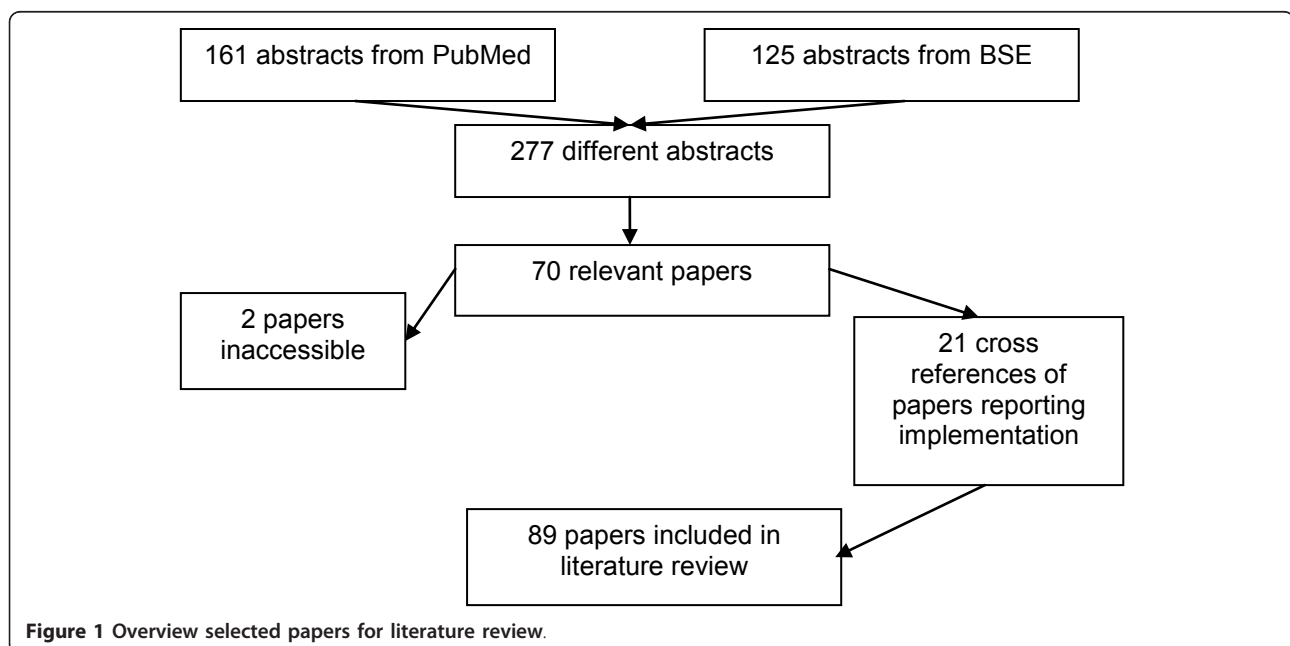 161 abstracts from PubMed
125 abstracts from BSE
277 different abstracts
70 relevant papers
2 papers
inaccessible
21 cross
references of
papers reporting
implementation
89 papers included in
literature review
Figure 1 Overview selected papers for literature review.